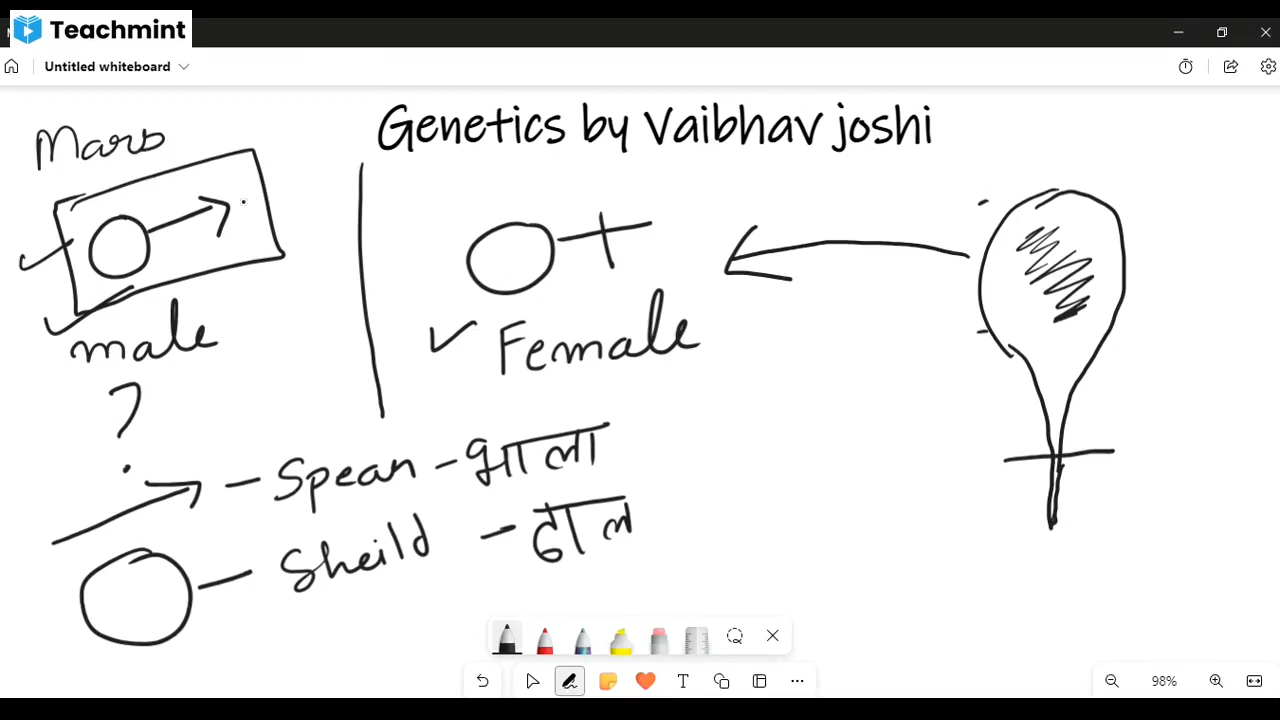 Teachmint
Untitled whiteboard
Genetics by Vaibhav joshi
Mars
male
?
Female
Spear - भाला
Sheild - ढाल
98%